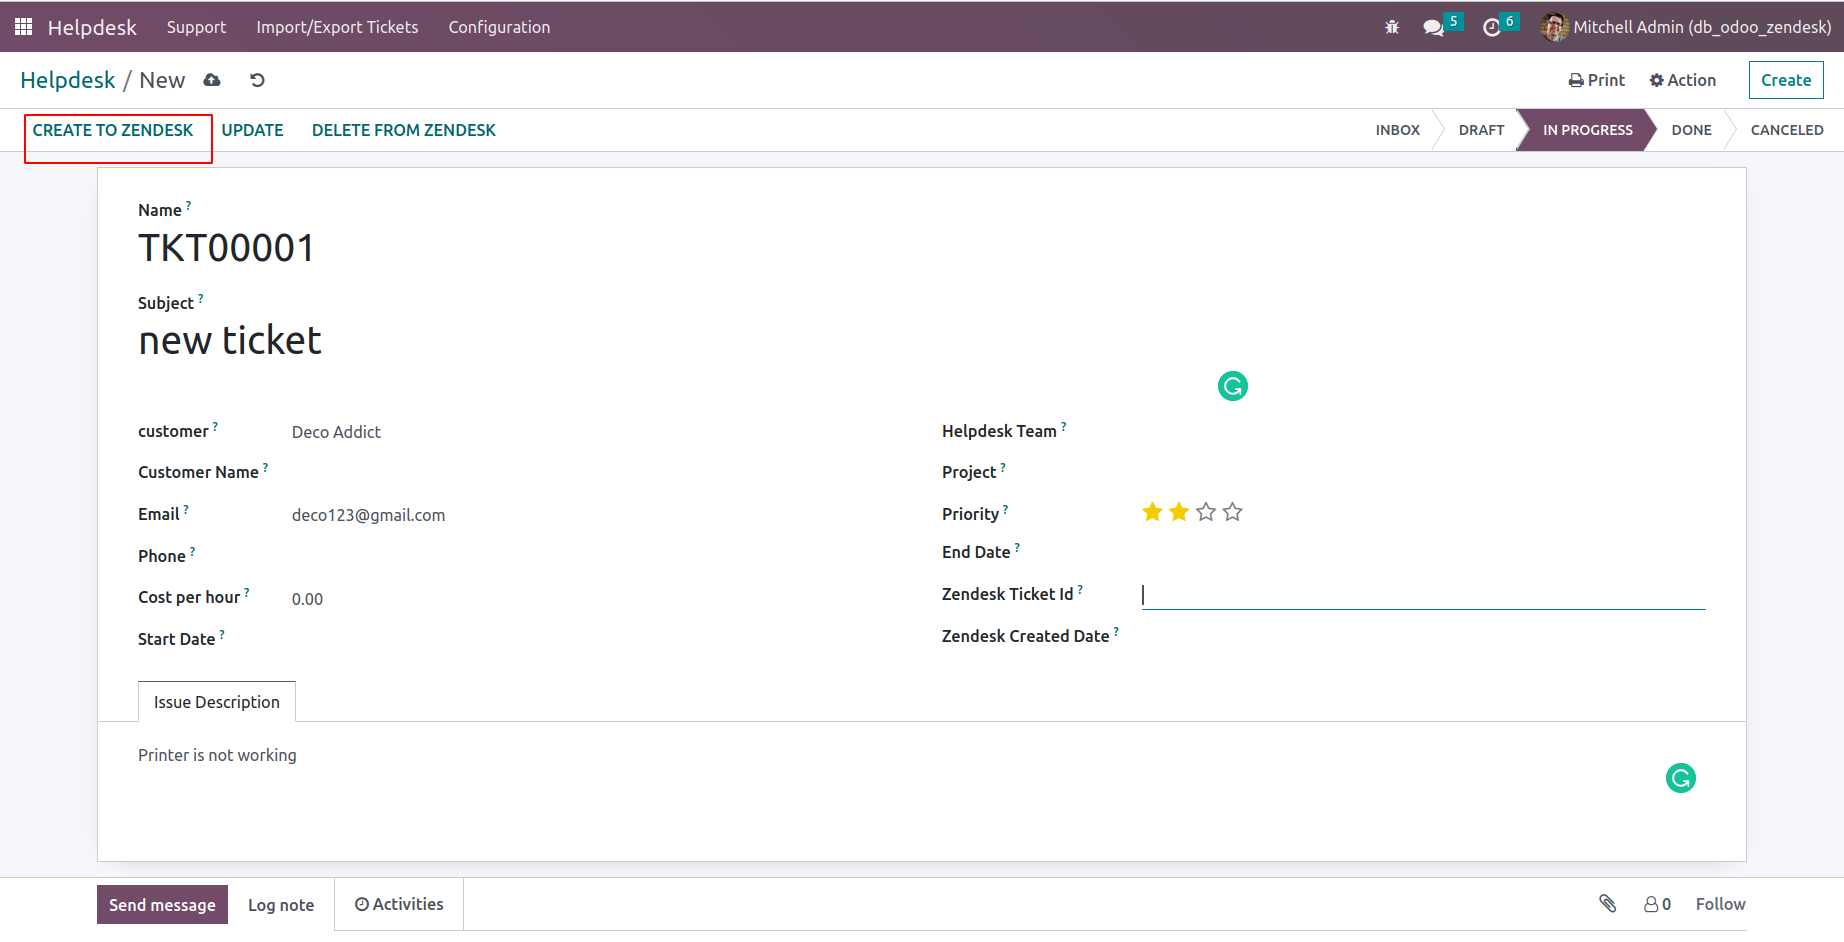 Helpdesk Support Import/Export Tickets Configuration 5 6 Mitchell Admin (db_odoo_zendesk)
Helpdesk / New Print Action Create
CREATE TO ZENDESK UPDATE DELETE FROM ZENDESK INBOX DRAFT IN PROGRESS DONE CANCELED
Name ?
TKT00001
Subject ?
new ticket
customer ? Deco Addict Helpdesk Team ?
Customer Name ? Project ?
Email ? deco123@gmail.com Priority ?
Phone ? End Date ?
Cost per hour ? 0.00 Zendesk Ticket Id ?
Start Date ? Zendesk Created Date ?
Issue Description
Printer is not working
Send message Log note Activities 0 Follow